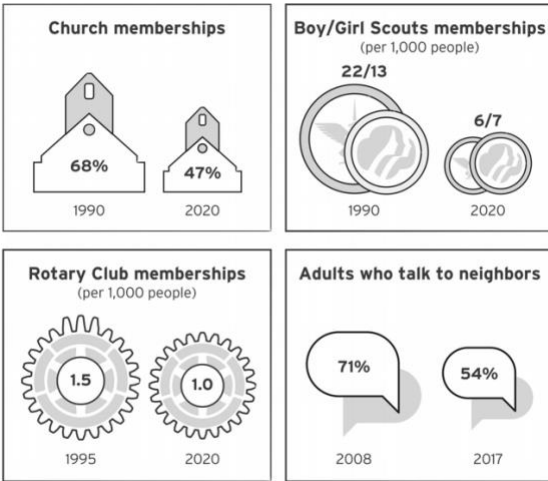 Church memberships
68%
47%
1990 2020
Boy/Girl Scouts memberships
(per 1,000 people)
22/13
6/7
1990 2020
Rotary Club memberships
(per 1,000 people)
1.5 1.0
1995 2020
Adults who talk to neighbors
71%
54%
2008 2017